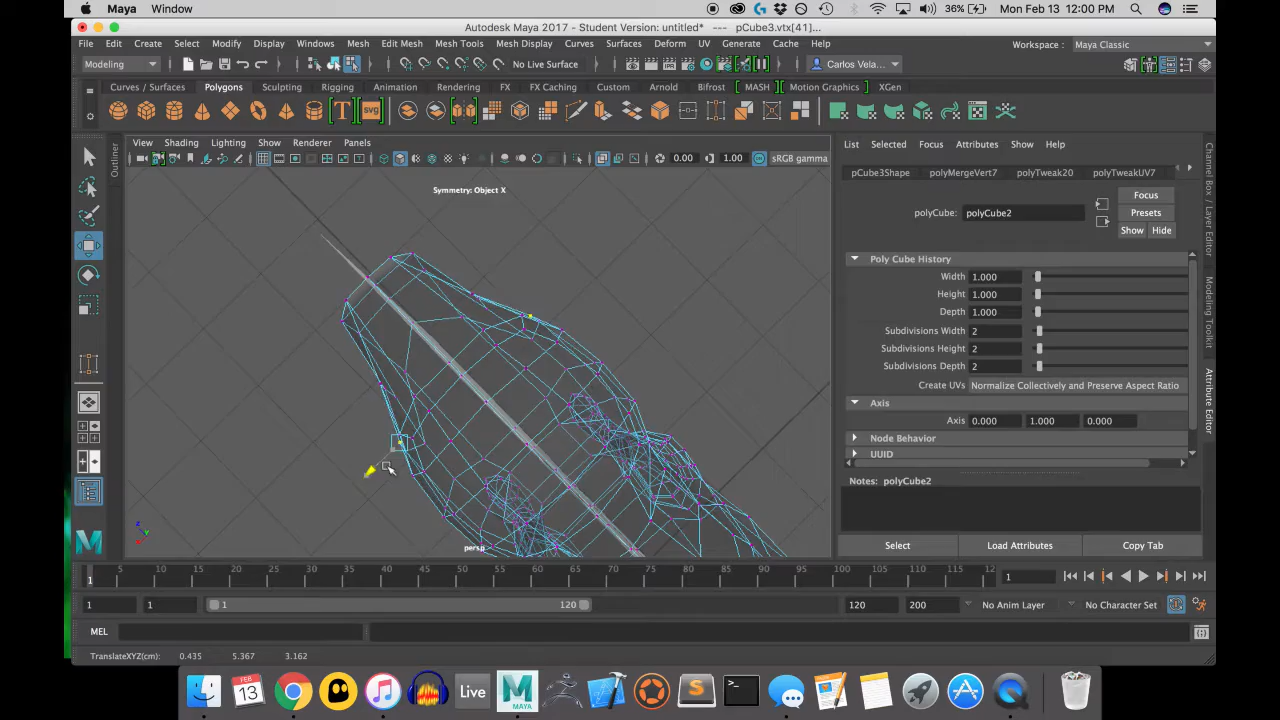 Maya Window 36% Mon Feb 13 12:00 PM
Autodesk Maya 2017 - Student Version: untitled* --- pCube3.vtx[41]...
File Edit Create Select Modify Display Windows Mesh Edit Mesh Mesh Tools Mesh Display Curves Surfaces Deform UV Generate Cache Help Workspace : Maya Classic
Modeling No Live Surface Carlos Vela...
Curves / Surfaces Polygons Sculpting Rigging Animation Rendering FX FX Caching Custom Arnold Bifrost MASH Motion Graphics XGen
T SVG
View Shading Lighting Show Renderer Panels
0.00 1.00 sRGB gamma
Outliner
Symmetry: Object X
persp
List Selected Focus Attributes Show Help
pCube3Shape polyMergeVert7 polyTweak20 polyTweakUV7
polyCube: polyCube2
Focus
Presets
Show Hide
Poly Cube History
Width 1.000
Height 1.000
Depth 1.000
Subdivisions Width 2
Subdivisions Height 2
Subdivisions Depth 2
Create UVs Normalize Collectively and Preserve Aspect Ratio
Axis
Axis 0.000 1.000 0.000
Node Behavior
UUID
Notes: polyCube2
Select Load Attributes Copy Tab
Channel Box / Layer Editor
Modeling Toolkit
Attribute Editor
5 10 15 20 25 30 35 40 45 50 55 60 65 70 75 80 85 90 95 100 105 110 115 12
1 1
1 1 1 120 120 200 No Anim Layer No Character Set
MEL
TranslateXYZ(cm): 0.435 5.367 3.162
FEB
13
Live
MAYA
S
>_